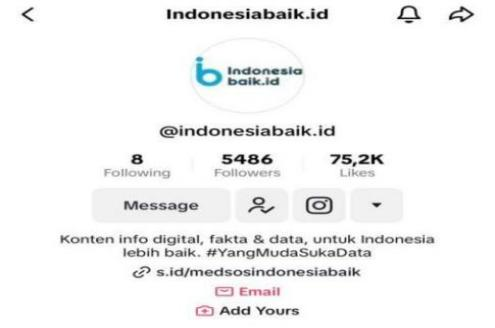 Indonesiabaik.id
Indonesia
baik.id
@indonesiabaik.id
8 5486 75,2K
Following Followers Likes
Message
Konten info digital, fakta & data, untuk Indonesia
lebih baik. #YangMudaSukaData
s.id/medsosindonesiabaik
Email
Add Yours